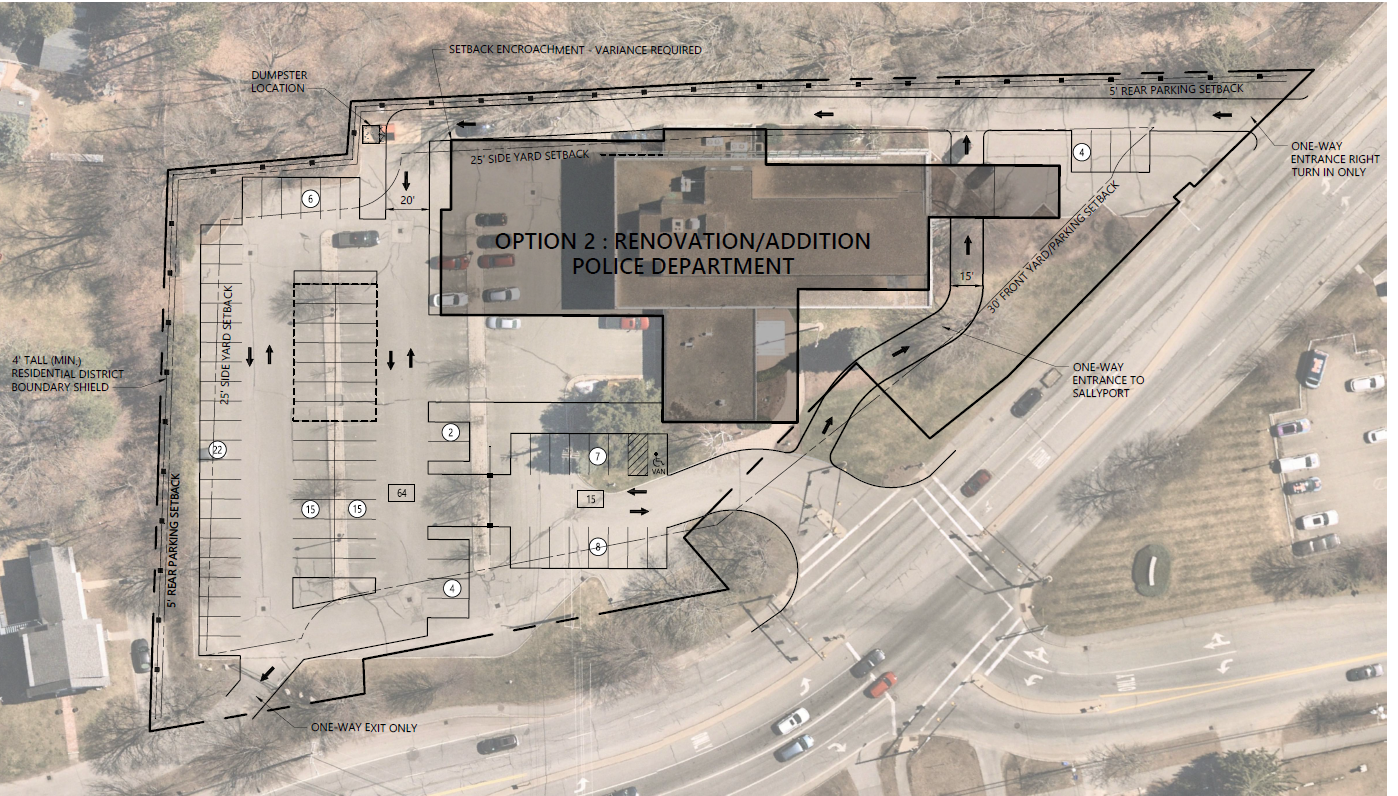 SETBACK ENCROACHMENT - VARIANCE REQUIRED
DUMPSTER
LOCATION
5' REAR PARKING SETBACK
ONE-WAY
ENTRANCE RIGHT
TURN IN ONLY
4
25' SIDE YARD SETBACK
6
20'
30' FRONT YARD/PARKING SETBACK
OPTION 2 : RENOVATION/ADDITION
POLICE DEPARTMENT
15'
25' SIDE YARD SETBACK
4' TALL (MIN.)
RESIDENTIAL DISTRICT
BOUNDARY SHIELD
ONE-WAY
ENTRANCE TO
SALLYPORT
2
22
7
VAN
64
15
15
15
5' REAR PARKING SETBACK
8
4
ONE-WAY EXIT ONLY
ONLY